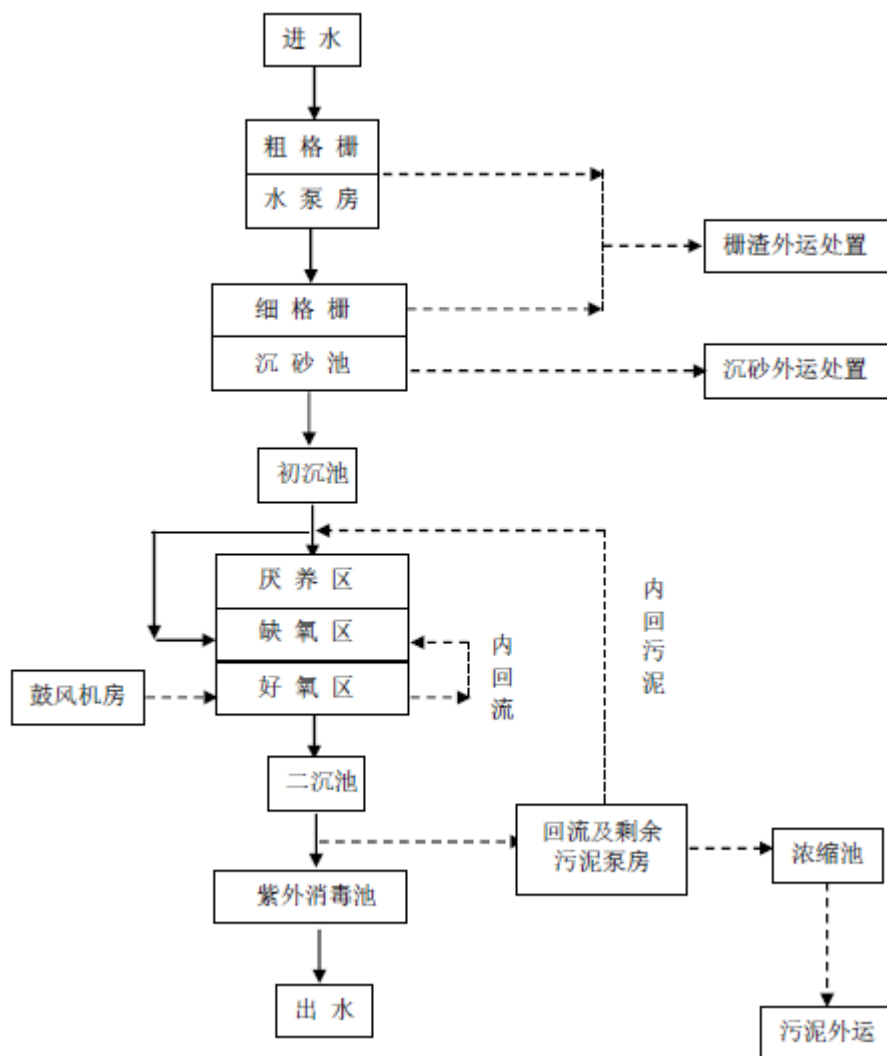 进 水
粗 格 栅
水 泵 房
栅渣外运处置
细 格 栅
沉 砂 池
沉砂外运处置
初沉池
厌 养 区
缺 氧 区
好 氧 区
鼓风机房
内
回
流
内
回
污
泥
二沉池
回流及剩余
污泥泵房
浓缩池
紫外消毒池
出 水
污泥外运